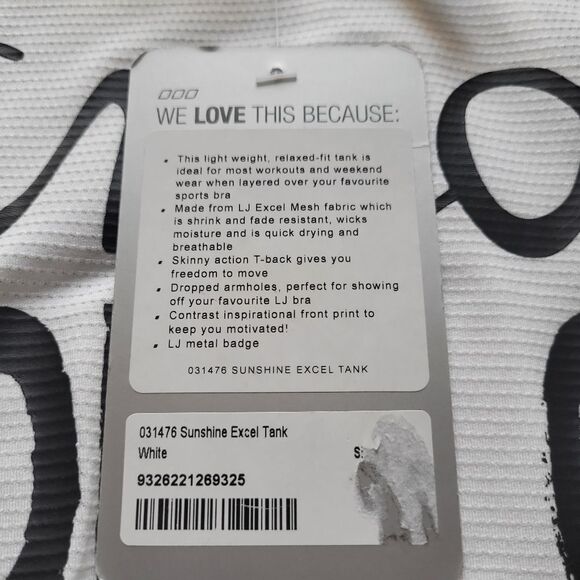 WE LOVE THIS BECAUSE:
• This light weight, relaxed-fit tank is
ideal for most workouts and weekend
wear when layered over your favourite
sports bra
• Made from LJ Excel Mesh fabric which
is shrink and fade resistant, wicks
moisture and is quick drying and
breathable
• Skinny action T-back gives you
freedom to move
• Dropped armholes, perfect for showing
off your favourite LJ bra
• Contrast inspirational front print to
keep you motivated!
• LJ metal badge
031476 SUNSHINE EXCEL TANK
031476 Sunshine Excel Tank
White
9326221269325